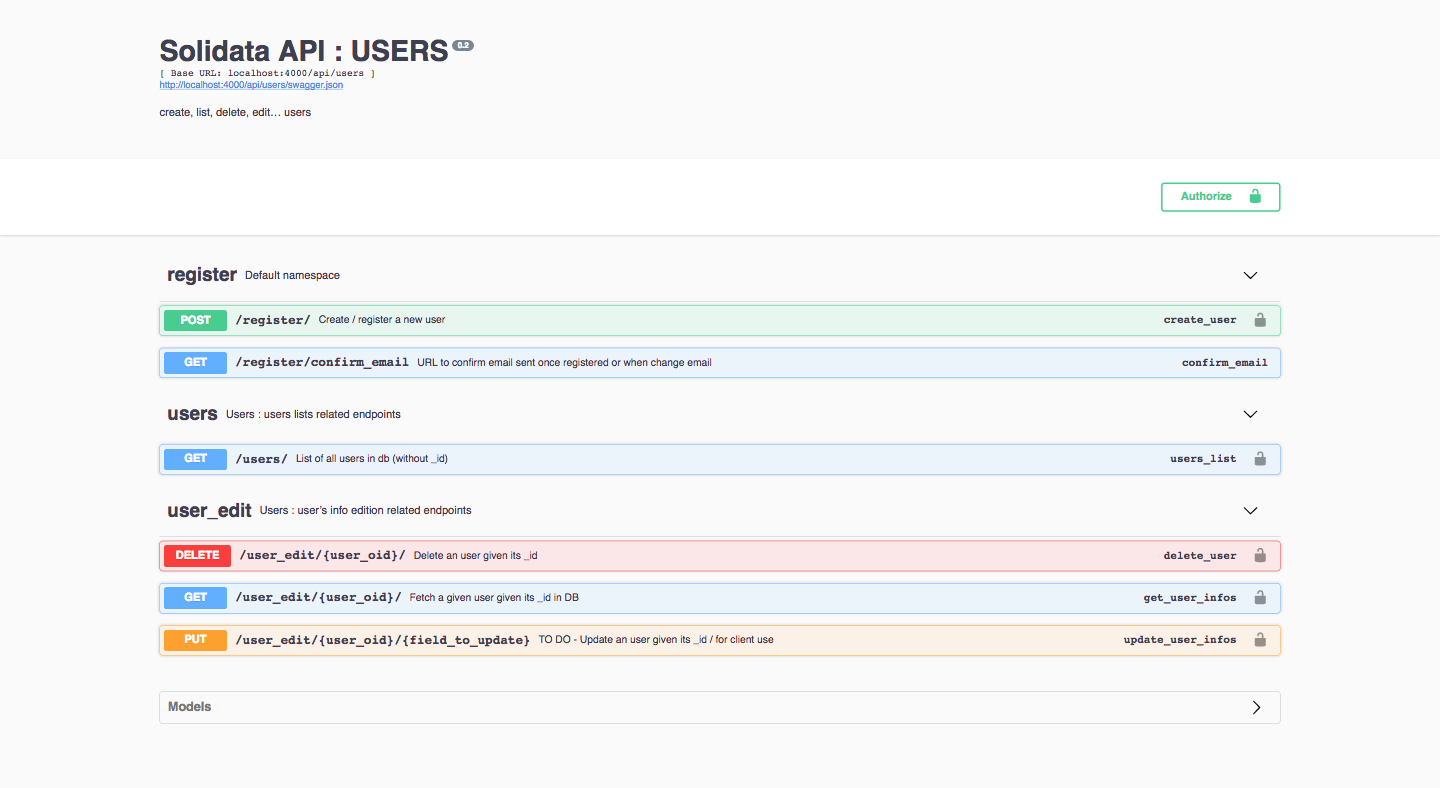 Solidata API : USERS 0.2
[ Base URL: localhost:4000/api/users ]
http://localhost:4000/api/users/swagger.json
create, list, delete, edit... users
Authorize
register Default namespace
POST /register/ Create / register a new user create_user
GET /register/confirm_email URL to confirm email sent once registered or when change email confirm_email
users Users : users lists related endpoints
GET /users/ List of all users in db (without _id) users_list
user_edit Users : user's info edition related endpoints
DELETE /user_edit/{user_oid}/ Delete an user given its _id delete_user
GET /user_edit/{user_oid}/ Fetch a given user given its _id in DB get_user_infos
PUT /user_edit/{user_oid}/{field_to_update} TO DO - Update an user given its _id / for client use update_user_infos
Models